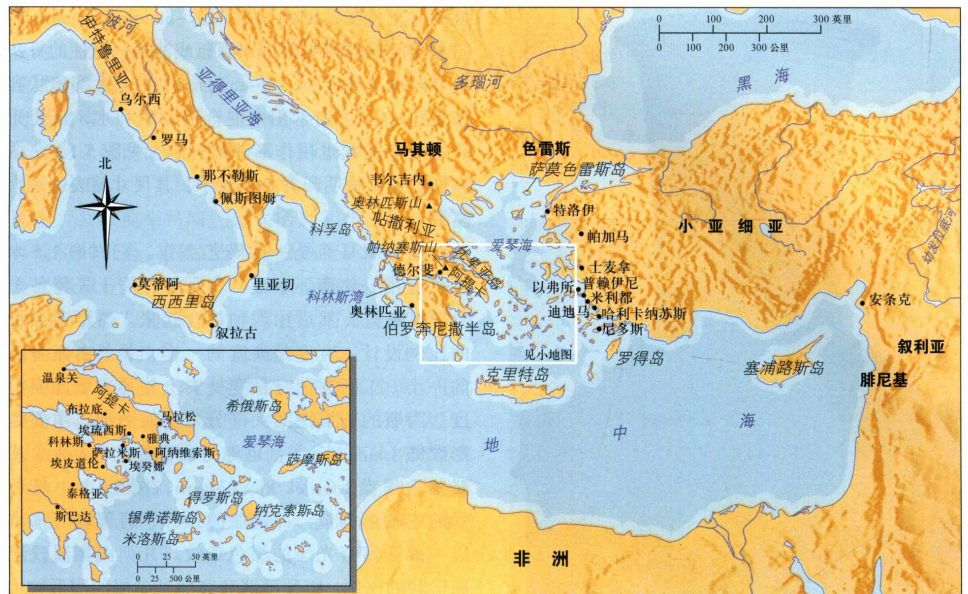 0 100 200 300 英里
0 100 200 300 公里
波河
伊特鲁里亚
亚得里亚海
多瑙河
黑海
乌尔西
罗马
北
那不勒斯
佩斯图姆
马其顿
色雷斯
萨莫色雷斯岛
韦尔吉内
奥林匹斯山
帖撒利亚
特洛伊
小亚细亚
幼发拉底河
科孚岛
帕纳塞斯山
爱琴海
帕加马
德尔斐
优卑亚岛
阿提卡
士麦拿
以弗所
普赖伊尼
米利都
迪迪马
哈利卡纳苏斯
尼多斯
莫蒂阿
西西里岛
里亚切
科林斯湾
奥林匹亚
伯罗奔尼撒半岛
叙拉古
见小地图
罗得岛
克里特岛
塞浦路斯岛
安条克
叙利亚
腓尼基
地中海
非洲
温泉关
阿提卡
布拉底
马拉松
希俄斯岛
埃琉西斯
科林斯
雅典
爱琴海
萨拉米斯
阿纳维索斯
埃皮道伦
埃癸娜
萨摩斯岛
泰格亚
得罗斯岛
斯巴达
锡弗诺斯岛
纳克索斯岛
米洛斯岛
0 25 50 英里
0 25 500 公里